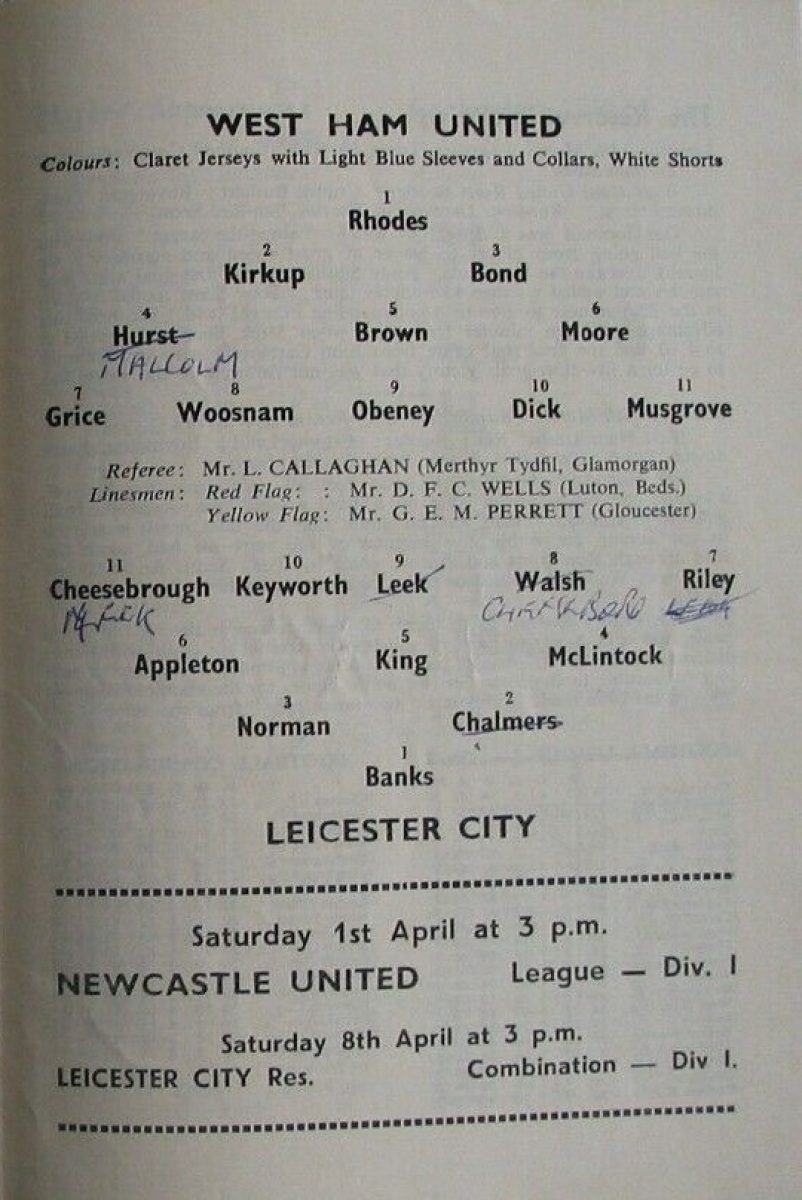 WEST HAM UNITED
Colours: Claret Jerseys with Light Blue Sleeves and Collars, White Shorts
1
Rhodes
2 3
Kirkup Bond
4 5 6
Hurst Brown Moore
MALCOLM
7 8 9 10 11
Grice Woosnam Obeney Dick Musgrove
Referee: Mr. L. CALLAGHAN (Merthyr Tydfil, Glamorgan)
Linesmen: Red Flag: : Mr. D. F. C. WELLS (Luton, Beds.)
Yellow Flag: Mr. G. E. M. PERRETT (Gloucester)
11 10 9 8 7
Cheesebrough Keyworth Leek Walsh Riley
6 5 4
Appleton King McLintock
3 2
Norman Chalmers
1
Banks
LEICESTER CITY
Saturday 1st April at 3 p.m.
NEWCASTLE UNITED League — Div. I
Saturday 8th April at 3 p.m.
LEICESTER CITY Res. Combination — Div I.